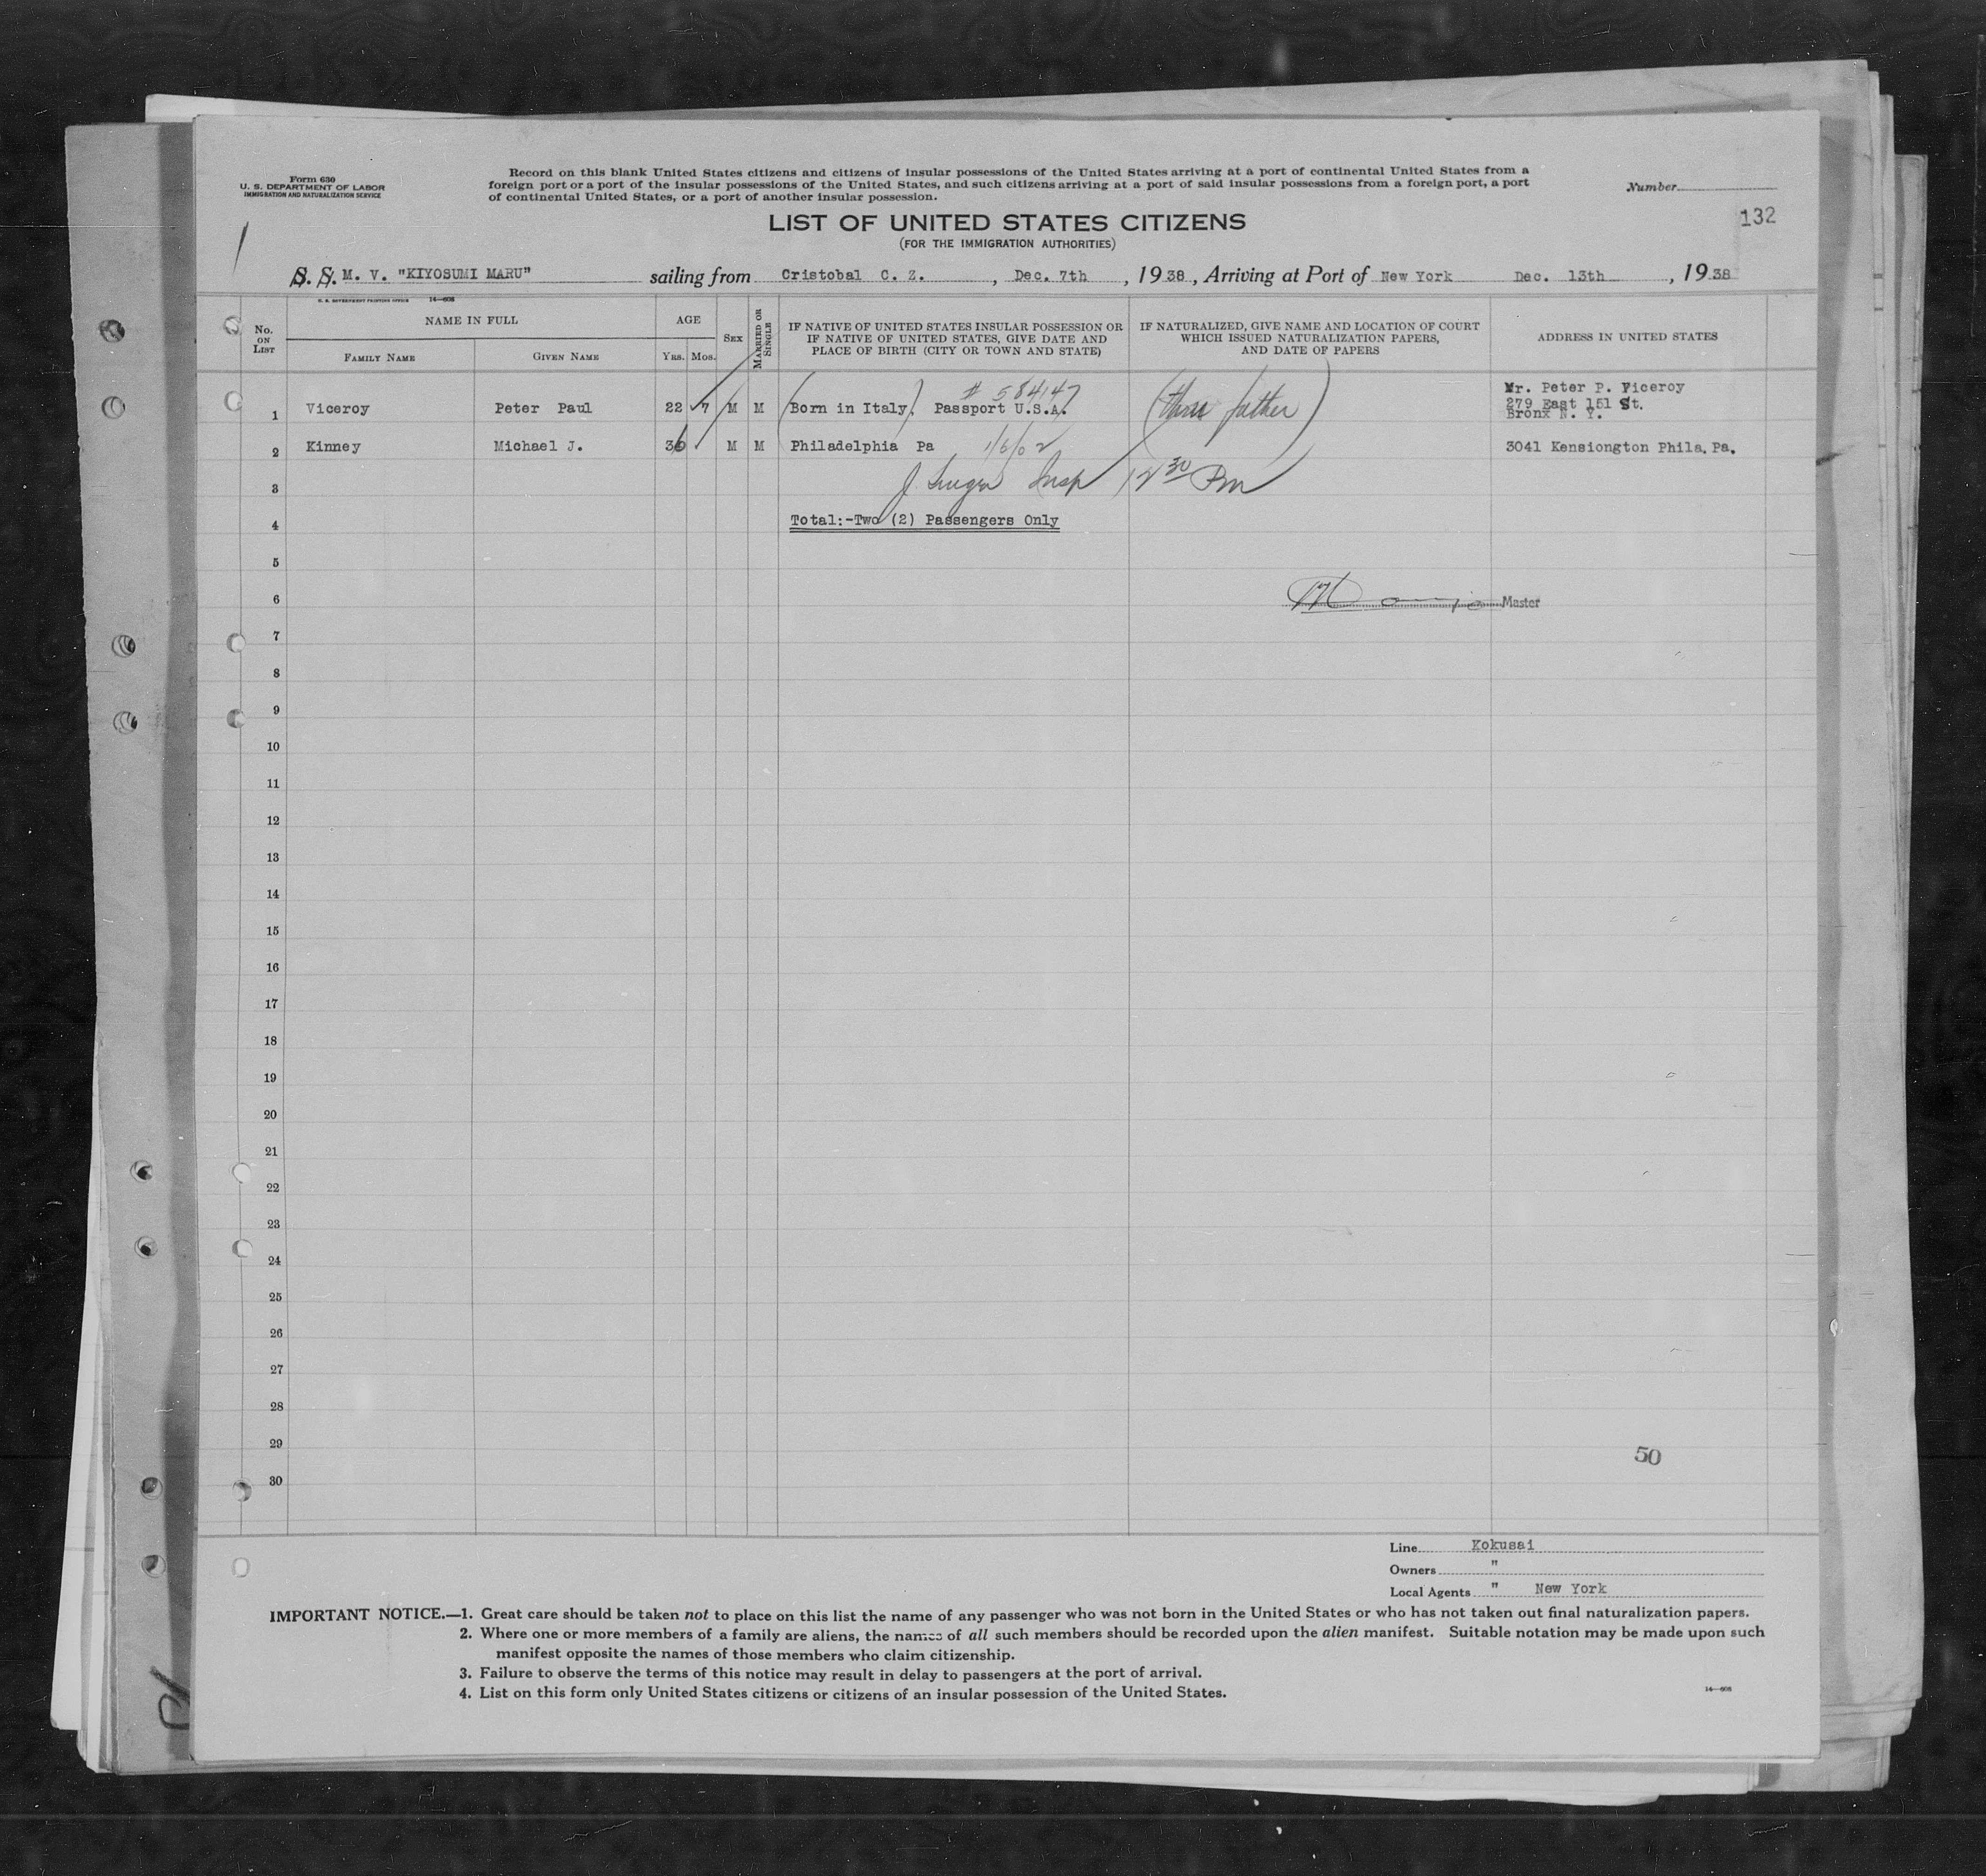 Form 630
U. S. DEPARTMENT OF LABOR
IMMIGRATION AND NATURALIZATION SERVICE
Record on this blank United States citizens and citizens of insular possessions of the United States arriving at a port of continental United States from a
foreign port or a port of the insular possessions of the United States, and such citizens arriving at a port of said insular possessions from a foreign port, a port
of continental United States, or a port of another insular possession.
Number
132
LIST OF UNITED STATES CITIZENS
(FOR THE IMMIGRATION AUTHORITIES)
S. S. M. V. "KIYOSUMI MARU" sailing from Cristobal C. Z. , Dec. 7th , 1938, Arriving at Port of New York Dec. 13th , 1938
U. S. GOVERNMENT PRINTING OFFICE 14—608
No. ON LIST
NAME IN FULL
FAMILY NAME
GIVEN NAME
AGE
YRS. MOS.
SEX
MARRIED OR SINGLE
IF NATIVE OF UNITED STATES INSULAR POSSESSION OR
IF NATIVE OF UNITED STATES, GIVE DATE AND
PLACE OF BIRTH (CITY OR TOWN AND STATE)
IF NATURALIZED, GIVE NAME AND LOCATION OF COURT
WHICH ISSUED NATURALIZATION PAPERS,
AND DATE OF PAPERS
ADDRESS IN UNITED STATES
# 584147
1 Viceroy Peter Paul 22 7 M M (Born in Italy). Passport U.S.A. (thru father) Mr. Peter P. Viceroy
279 East 151 St.
Bronx N. Y.
2 Kinney Michael J. 36 M M Philadelphia Pa 1/6/02 3041 Kensiongton Phila. Pa.
3 Insp 12 30 Pm
4 Total:-Two (2) Passengers Only
5
6 Master
7
8
9
10
11
12
13
14
15
16
17
18
19
20
21
22
23
24
25
26
27
28
29
50
30
Line Kokusai
Owners "
Local Agents " New York
IMPORTANT NOTICE.—1. Great care should be taken not to place on this list the name of any passenger who was not born in the United States or who has not taken out final naturalization papers.
2. Where one or more members of a family are aliens, the names of all such members should be recorded upon the alien manifest. Suitable notation may be made upon such
manifest opposite the names of those members who claim citizenship.
3. Failure to observe the terms of this notice may result in delay to passengers at the port of arrival.
4. List on this form only United States citizens or citizens of an insular possession of the United States.
14—608